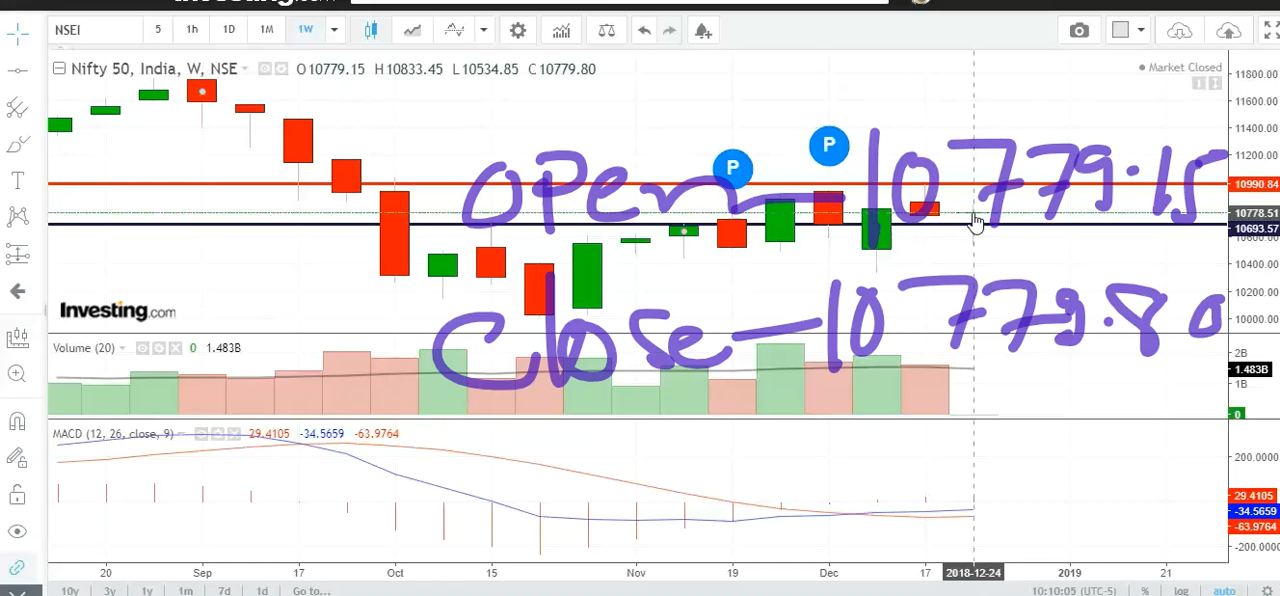 NSEI 5 1h 1D 1M 1W
Nifty 50, India, W, NSE O10779.15 H10833.45 L10534.85 C10779.80
Market Closed
11800.00
11600.00
11400.00
11200.00
10990.84
10778.51
10693.57
10400.00
10200.00
10000.00
P
P
open—10779.15
Close—10779.80
Investing.com
Volume (20) 0 1.483B
2B
1.483B
1B
0
MACD (12, 26, close, 9) 29.4105 -34.5659 -63.9764
200.0000
29.4105
-34.5659
-63.9764
-200.0000
20 Sep 17 Oct 15 Nov 19 Dec 17 2018-12-24 2019 21
10y 3y 1y 1m 7d 1d Go to... 10:10:05 (UTC-5) % log auto